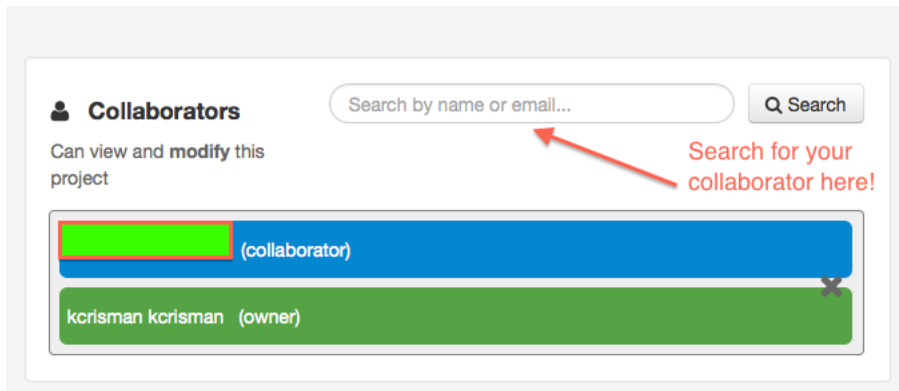 Collaborators
Search by name or email...
Search
Can view and modify this
project
Search for your
collaborator here!
(collaborator)
kcrisman kcrisman (owner)